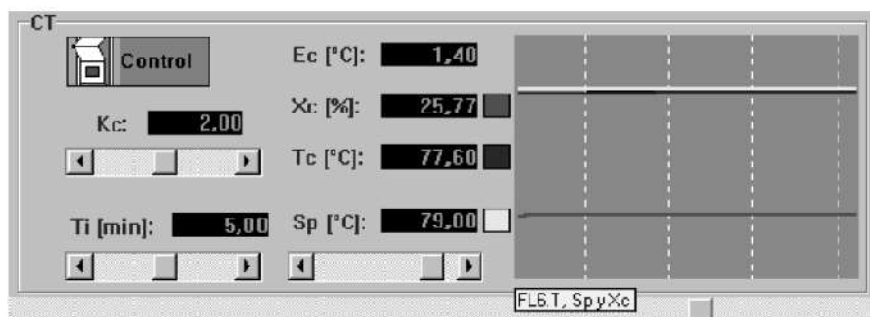 CT
Control
Ec [°C]: 1,40
Xc [%]: 25,77
Kc: 2,00
Tc [°C]: 77,60
Ti [min]: 5,00
Sp [°C]: 79,00
FL6.T, Sp y Xc